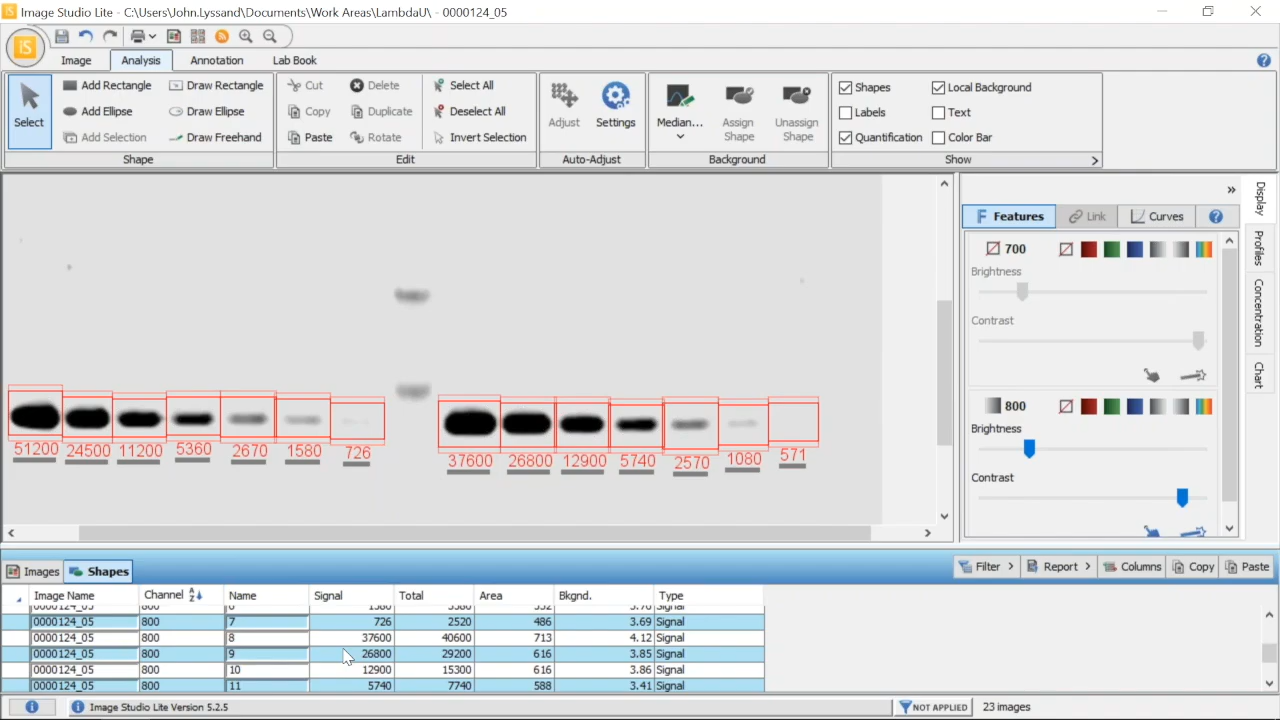 Image Studio Lite - C:\Users\John.Lyssand\Documents\Work Areas\LambdaU\ - 0000124_05
iS
Image Analysis Annotation Lab Book
Select
Add Rectangle Draw Rectangle
Add Ellipse Draw Ellipse
Add Selection Draw Freehand
Shape
Cut Delete Select All
Copy Duplicate Deselect All
Paste Rotate Invert Selection
Edit
Adjust Settings
Auto-Adjust
Median... Assign Shape Unassign Shape
Background
Shapes Local Background
Labels Text
Quantification Color Bar
Show
51200 24500 11200 5360 2670 1580 726 37600 26800 12900 5740 2570 1080 571
Features Link Curves
700
Brightness
Contrast
800
Brightness
Contrast
Display
Profiles
Concentration
Chart
Images Shapes Filter Report Columns Copy Paste
Image Name Channel Name Signal Total Area Bkgnd. Type
0000124_05 800 7 726 2520 486 3.69 Signal
0000124_05 800 8 37600 40600 713 4.12 Signal
0000124_05 800 9 26800 29200 616 3.85 Signal
0000124_05 800 10 12900 15300 616 3.86 Signal
0000124_05 800 11 5740 7740 588 3.41 Signal
Image Studio Lite Version 5.2.5 NOT APPLIED 23 images